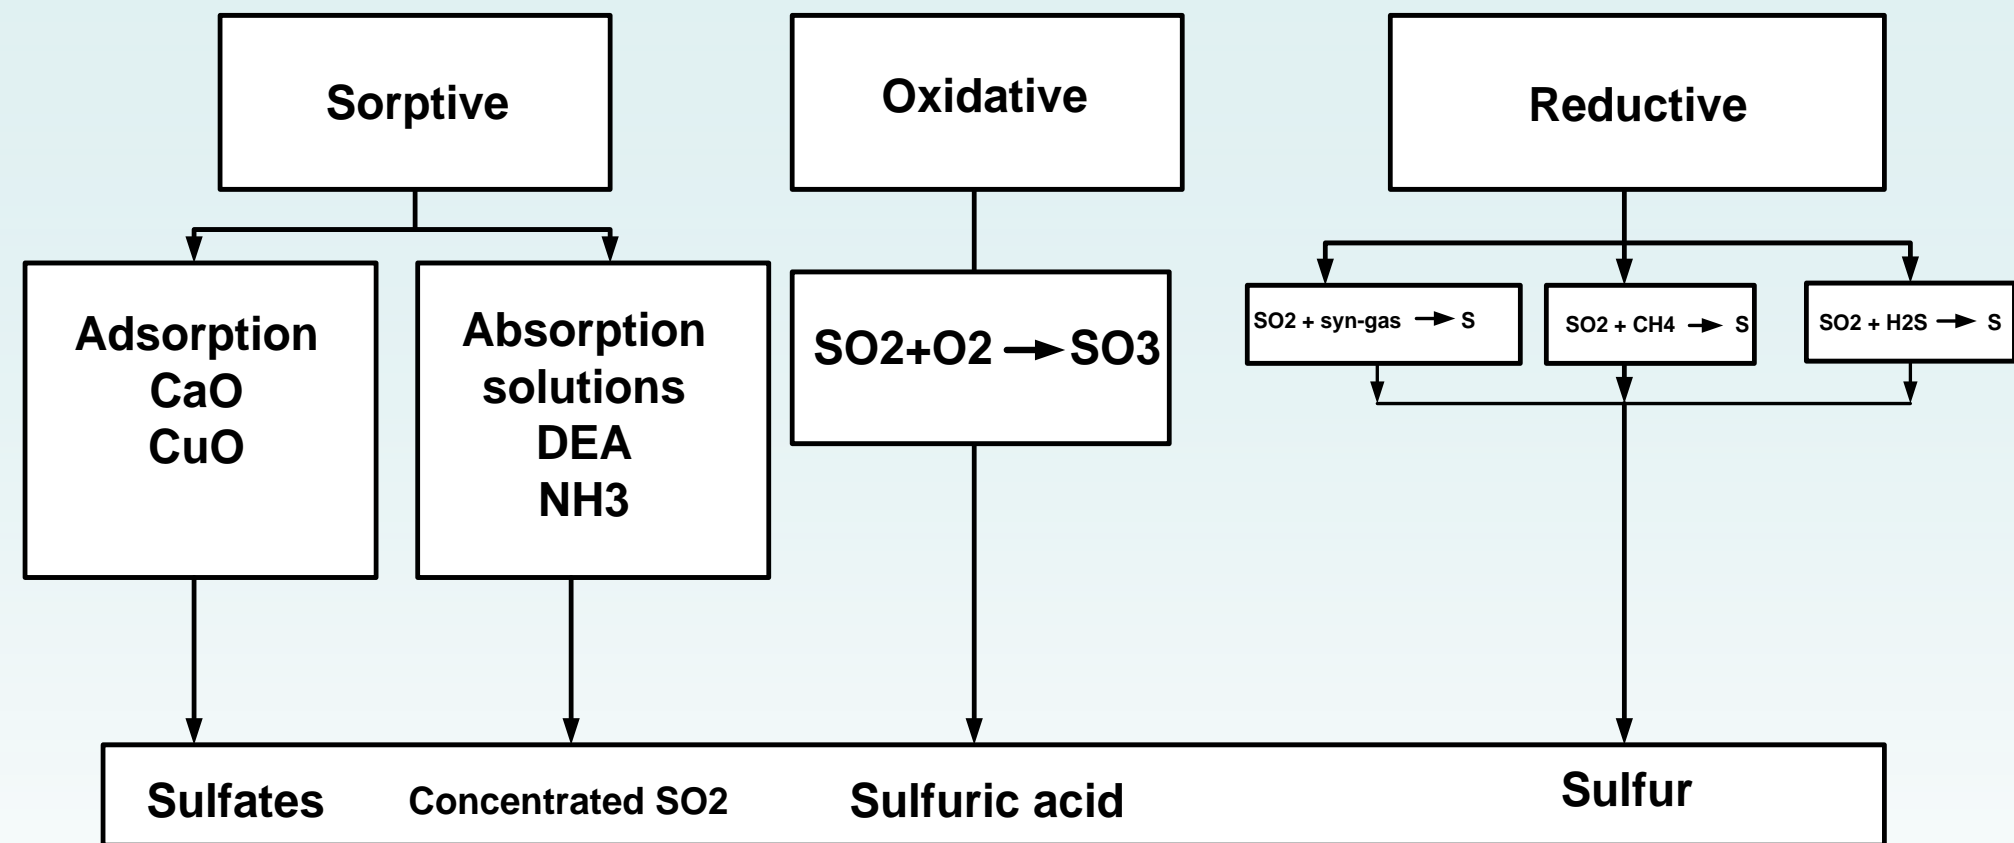 Sorptive
Oxidative
Reductive
Adsorption
CaO
CuO
Absorption
solutions
DEA
NH3
SO2+O2 → SO3
SO2 + syn-gas → S
SO2 + CH4 → S
SO2 + H2S → S
Sulfates
Concentrated SO2
Sulfuric acid
Sulfur